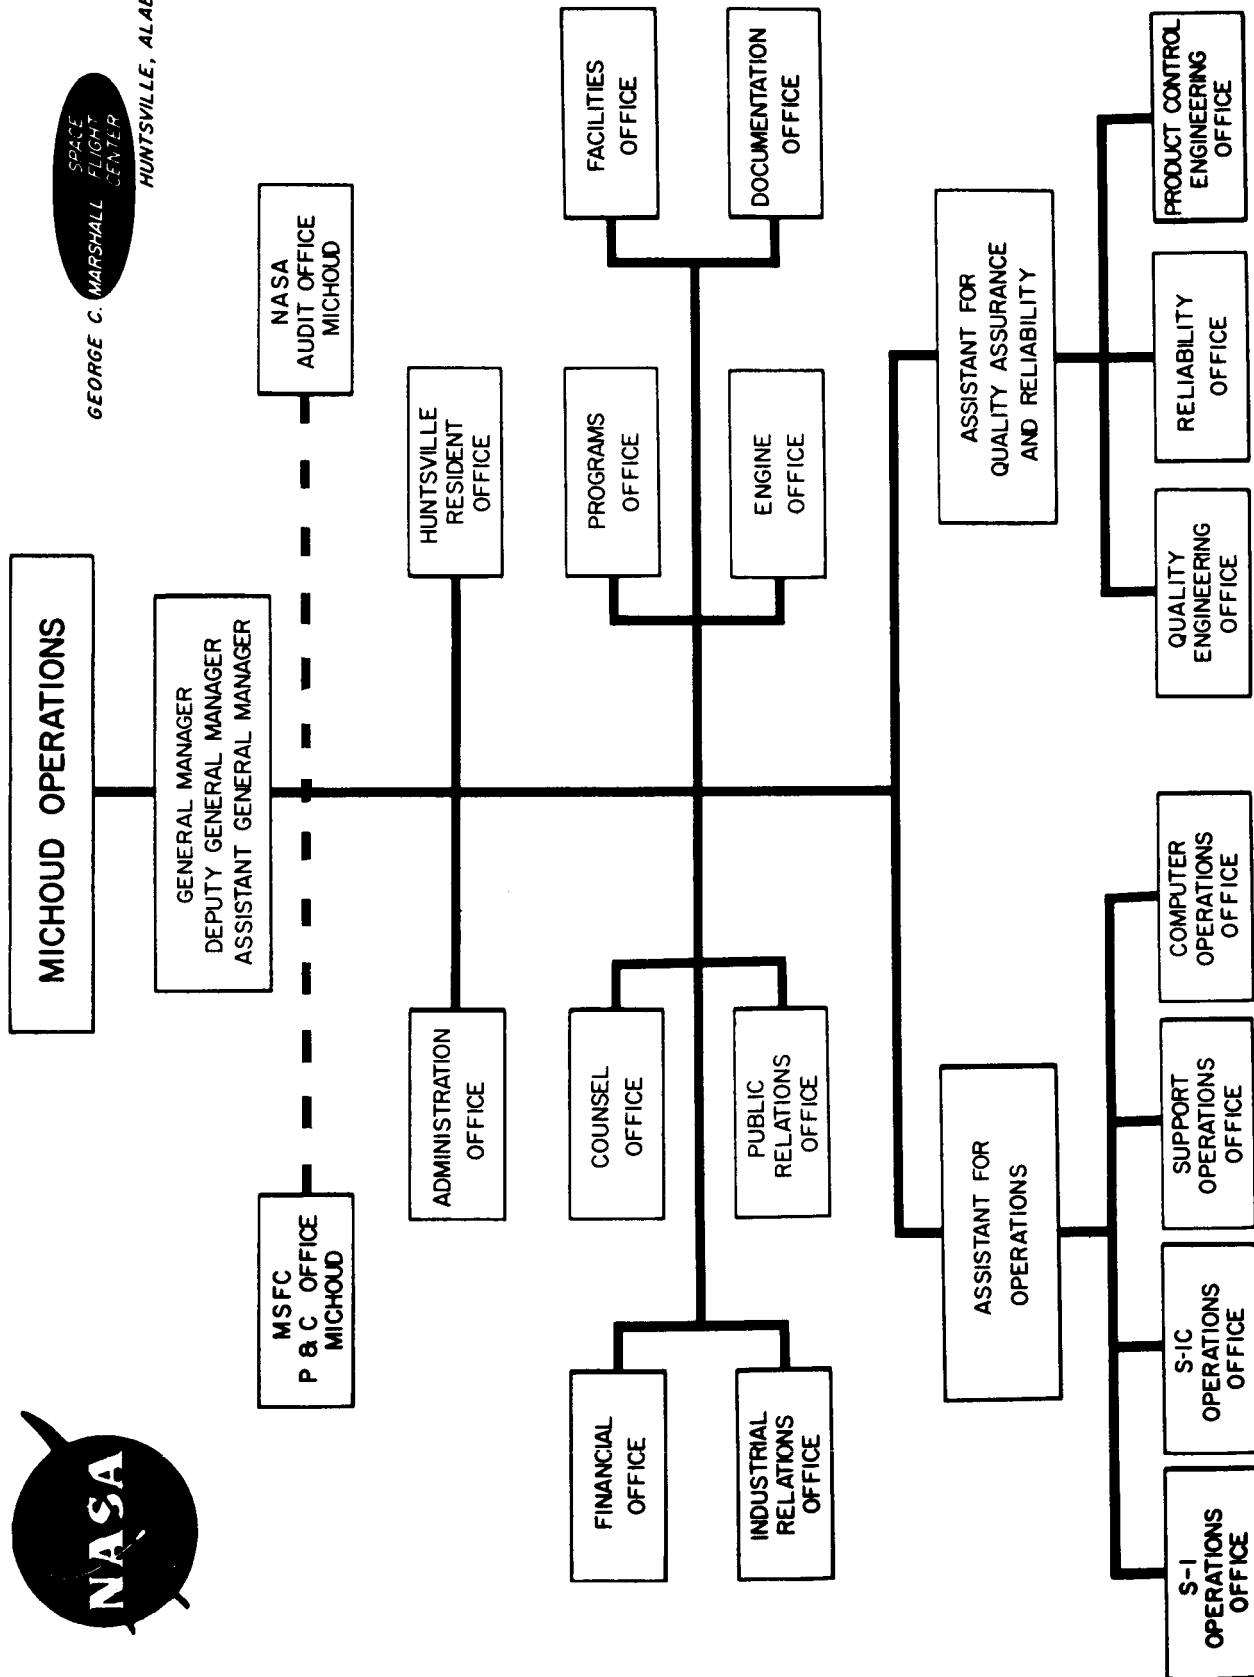 NASA
GEORGE C. MARSHALL SPACE
FLIGHT
CENTER
HUNTSVILLE,
MICHOUD OPERATIONS
GENERAL MANAGER
DEPUTY GENERAL MANAGER
ASSISTANT GENERAL MANAGER
MSFC
P & C OFFICE
MICHOUD
NASA
AUDIT OFFICE
MICHOUD
ADMINISTRATION
OFFICE
HUNTSVILLE
RESIDENT
OFFICE
FINANCIAL
OFFICE
COUNSEL
OFFICE
PROGRAMS
OFFICE
FACILITIES
OFFICE
INDUSTRIAL
RELATIONS
OFFICE
PUBLIC
RELATIONS
OFFICE
ENGINE
OFFICE
DOCUMENTATION
OFFICE
ASSISTANT FOR
OPERATIONS
ASSISTANT FOR
QUALITY ASSURANCE
AND RELIABILITY
S-I
OPERATIONS
OFFICE
S-IC
OPERATIONS
OFFICE
SUPPORT
OPERATIONS
OFFICE
COMPUTER
OPERATIONS
OFFICE
QUALITY
ENGINEERING
OFFICE
RELIABILITY
OFFICE
PRODUCT CONTROL
ENGINEERING
OFFICE